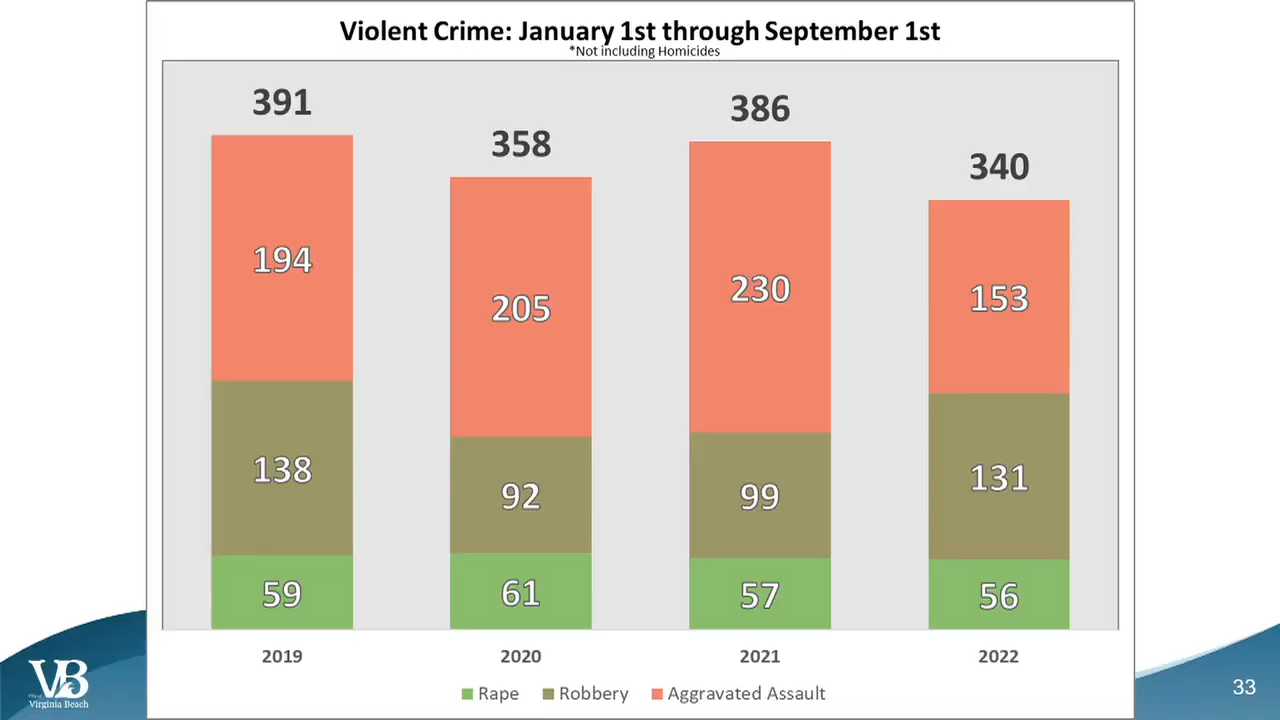 Violent Crime: January 1st through September 1st
*Not including Homicides
391
358
386
340
194
205
230
153
138
92
99
131
59
61
57
56
2019
2020
2021
2022
Rape
Robbery
Aggravated Assault
VB
City of
Virginia Beach
33